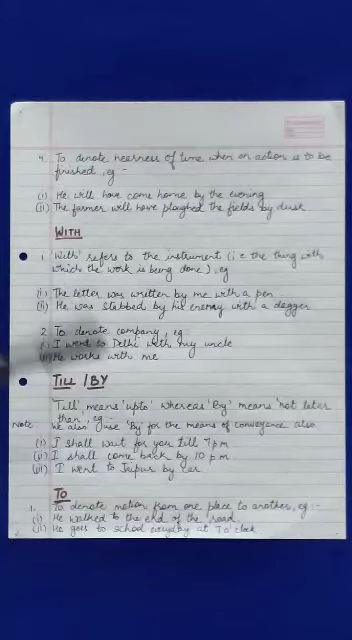 4. To denote nearness of time when an action is to be
finished, eg :-
(i) He will have come home by the evening
(ii) The farmer will have ploughed the fields by dusk
WITH
1. 'With' refers to the instrument (i.e the thing with
which the work is being done), eg
(i) The letter was written by me with a pen
(ii) He was stabbed by his enemy with a dagger
2. To denote company, eg
(i) I went to Delhi with my uncle
(ii) He works with me
TILL / BY
'Till' means 'upto' whereas 'By' means 'not later
than', eg :-
Note We also use 'By' for the means of conveyance also
(i) I shall wait for you till 7 pm
(ii) I shall come back by 10 pm
(iii) I went to Jaipur by car
TO
1. To denote motion from one place to another, eg :-
(i) He walked to the end of the road.
(ii) He goes to school everyday at 7 o'clock